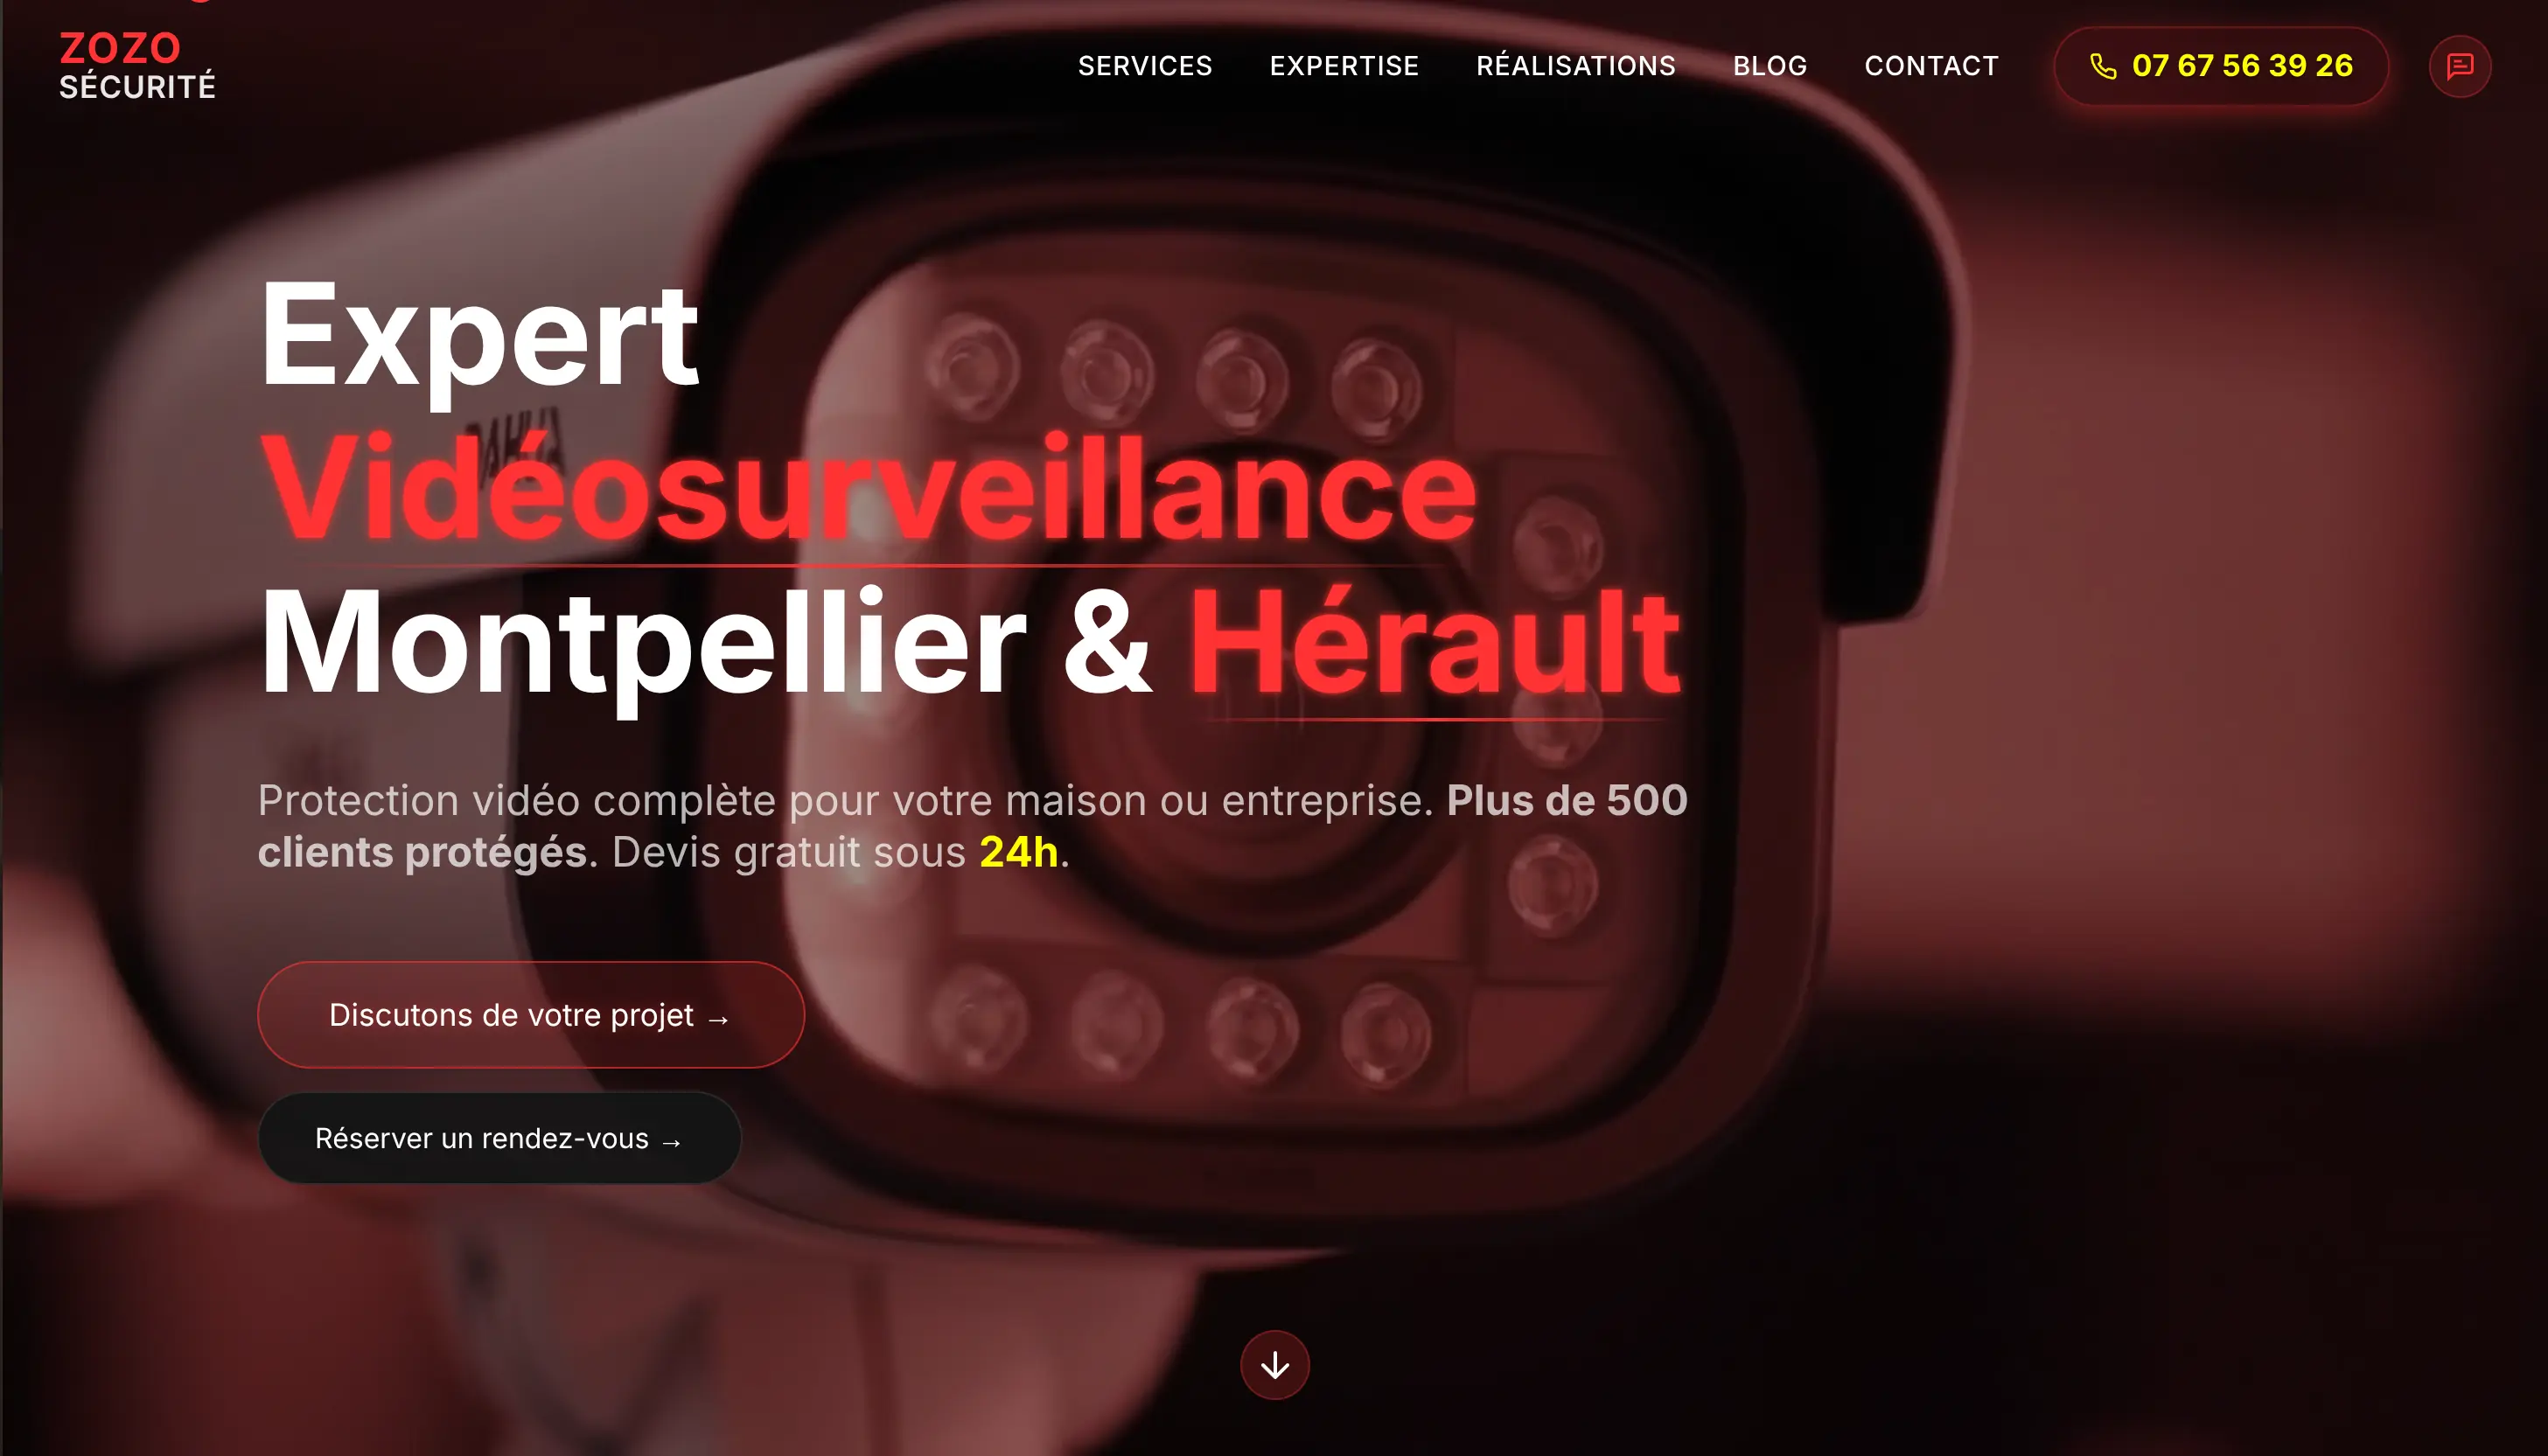 ZOZO
SÉCURITÉ
SERVICES
EXPERTISE
RÉALISATIONS
BLOG
CONTACT
07 67 56 39 26
Expert
Vidéosurveillance
Montpellier & Hérault
Protection vidéo complète pour votre maison ou entreprise. Plus de 500
clients protégés. Devis gratuit sous 24h.
Discutons de votre projet →
Réserver un rendez-vous →